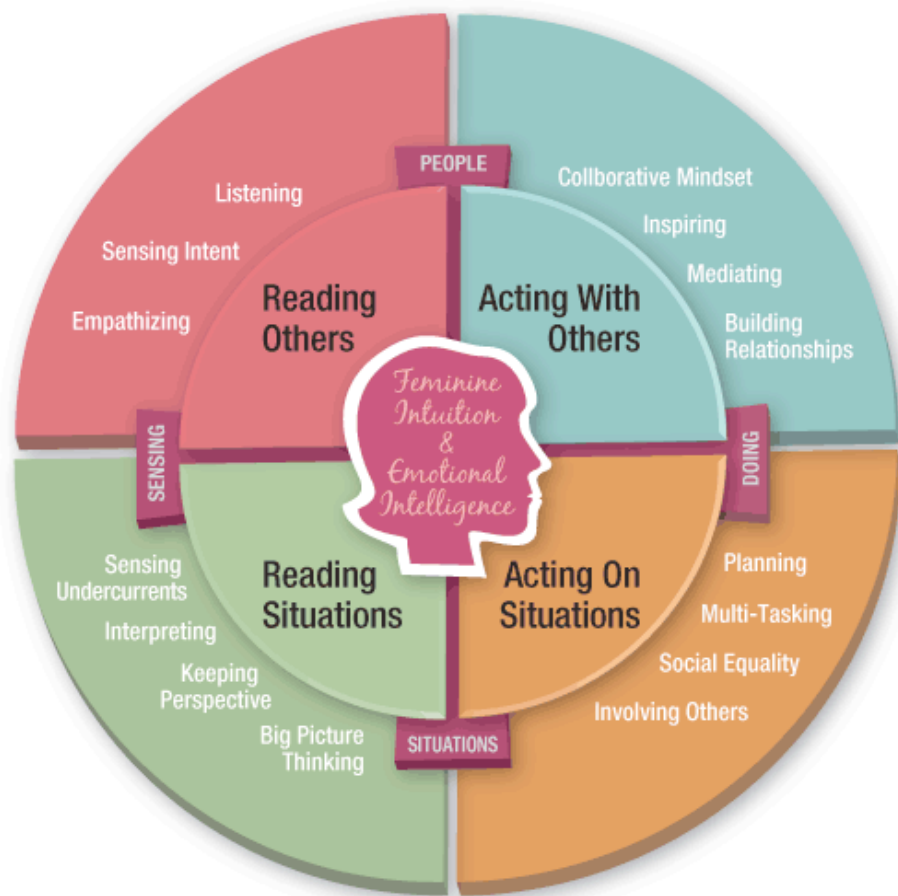 PEOPLE
Listening
Sensing Intent
Empathizing
Reading
Others
Collborative Mindset
Inspiring
Mediating
Building
Relationships
Acting With
Others
Feminine
Intuition
&
Emotional
Intelligence
SENSING
DOING
Sensing
Undercurrents
Interpreting
Keeping
Perspective
Big Picture
Thinking
Reading
Situations
Acting On
Situations
Planning
Multi-Tasking
Social Equality
Involving Others
SITUATIONS